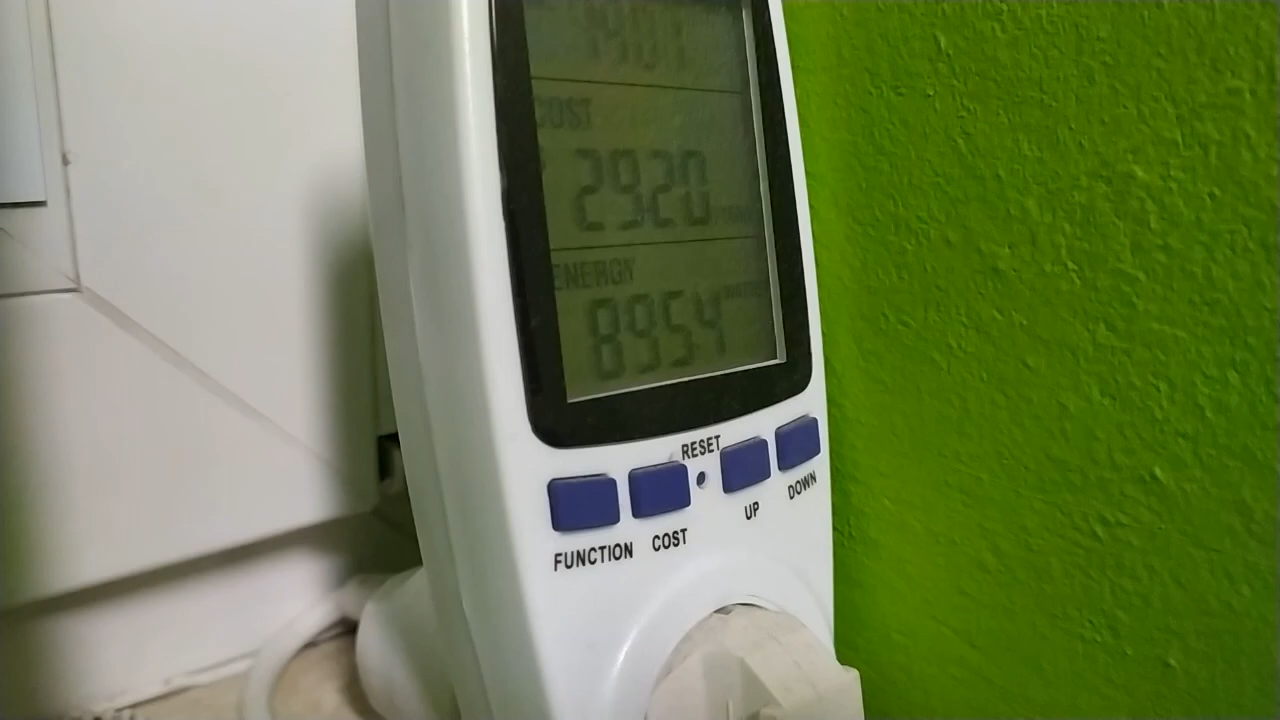 COST
2920
ENERGY
8954
RESET
UP
DOWN
FUNCTION
COST